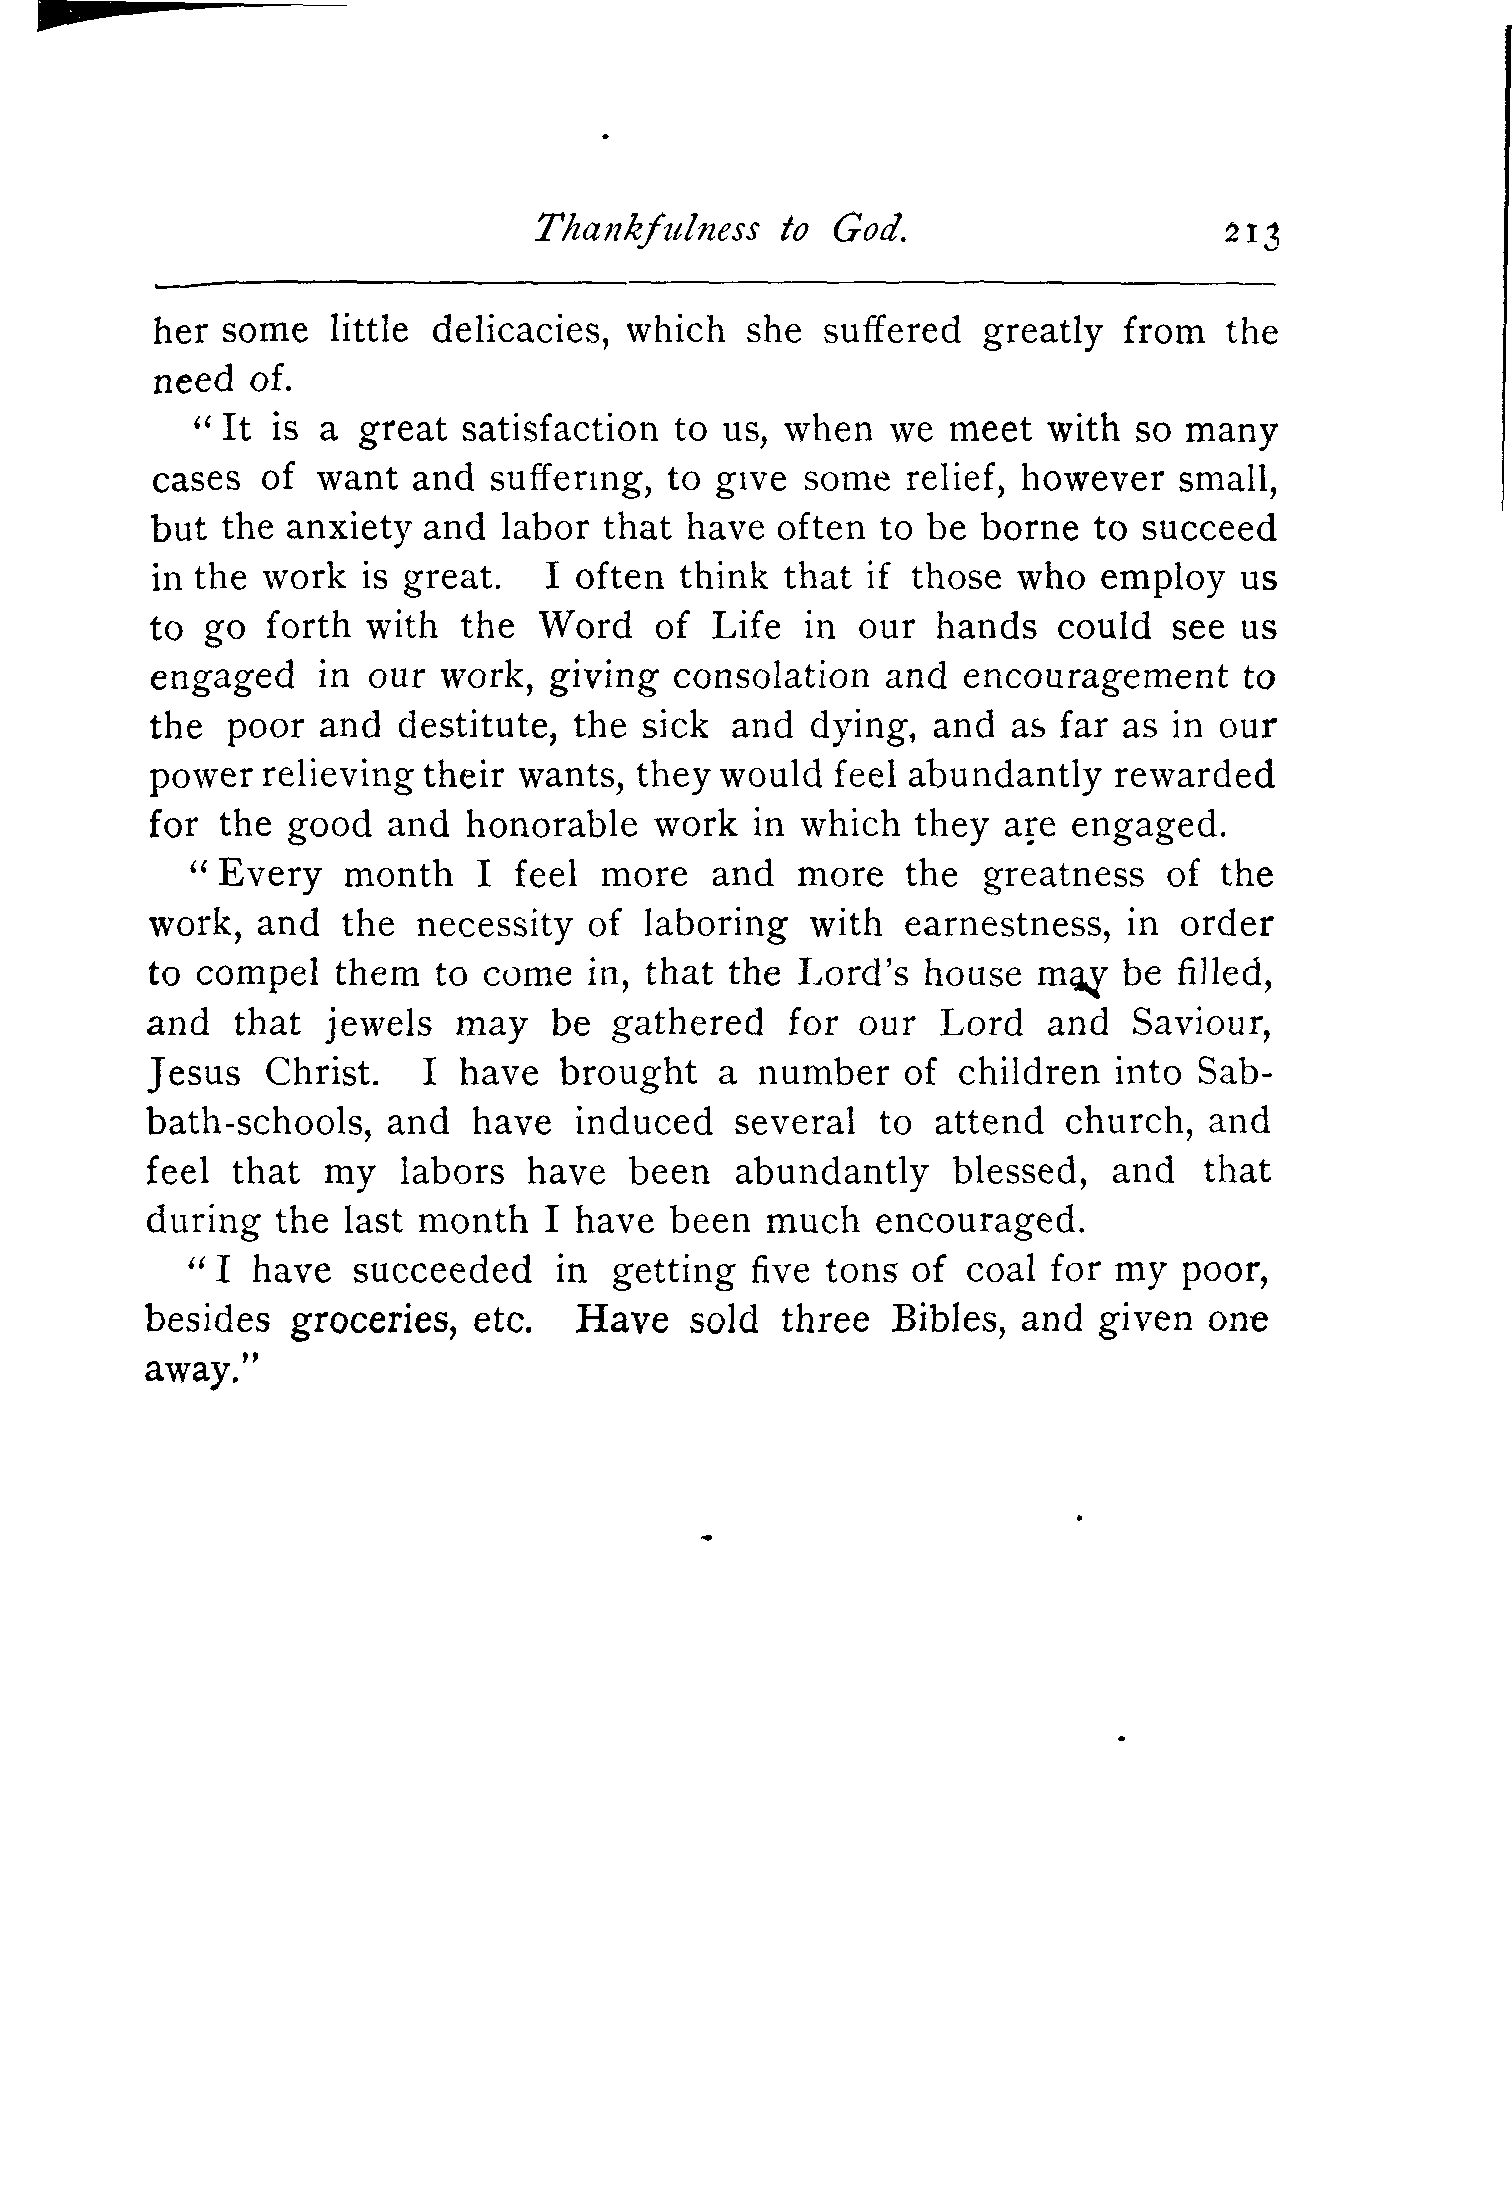 Thankfulness to God. 213
her some little delicacies, which she suffered greatly from the
need of.
"It is a great satisfaction to us, when we meet with so many
cases of want and suffering, to give some relief, however small,
but the anxiety and labor that have often to be borne to succeed
in the work is great. I often think that if those who employ us
to go forth with the Word of Life in our hands could see us
engaged in our work, giving consolation and encouragement to
the poor and destitute, the sick and dying, and as far as in our
power relieving their wants, they would feel abundantly rewarded
for the good and honorable work in which they are engaged.
"Every month I feel more and more the greatness of the
work, and the necessity of laboring with earnestness, in order
to compel them to come in, that the Lord's house may be filled,
and that jewels may be gathered for our Lord and Saviour,
Jesus Christ. I have brought a number of children into Sab-
bath-schools, and have induced several to attend church, and
feel that my labors have been abundantly blessed, and that
during the last month I have been much encouraged.
"I have succeeded in getting five tons of coal for my poor,
besides groceries, etc. Have sold three Bibles, and given one
away."